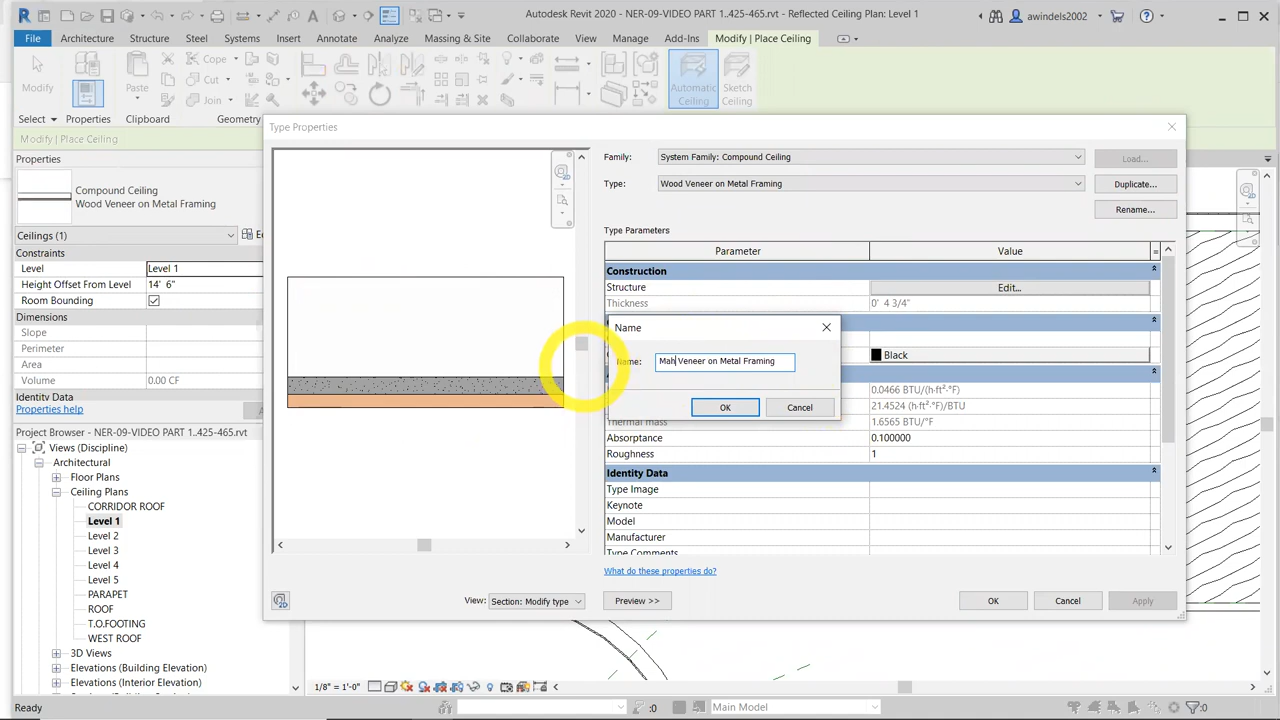 Autodesk Revit 2020 - NER-09-VIDEO PART 1..425-465.rvt - Reflected Ceiling Plan: Level 1
awindels2002
File Architecture Structure Steel Systems Insert Annotate Analyze Massing & Site Collaborate View Manage Add-Ins Modify | Place Ceiling
Modify
Paste
Cope
Cut
Join
Automatic Ceiling
Sketch Ceiling
Select Properties Clipboard Geometry
Modify | Place Ceiling
Properties
Compound Ceiling
Wood Veneer on Metal Framing
Ceilings (1)
Constraints
Level Level 1
Height Offset From Level 14' 6"
Room Bounding
Dimensions
Slope
Perimeter
Area
Volume 0.00 CF
Identity Data
Properties help
Project Browser - NER-09-VIDEO PART 1..425-465.rvt
Views (Discipline)
Architectural
Floor Plans
Ceiling Plans
CORRIDOR ROOF
Level 1
Level 2
Level 3
Level 4
Level 5
PARAPET
ROOF
T.O.FOOTING
WEST ROOF
3D Views
Elevations (Building Elevation)
Elevations (Interior Elevation)
Type Properties
Family: System Family: Compound Ceiling Load...
Type: Wood Veneer on Metal Framing Duplicate...
Rename...
Type Parameters
Parameter Value =
Construction
Structure Edit...
Thickness 0' 4 3/4"
Black
0.0466 BTU/(h·ft²·°F)
21.4524 (h·ft²·°F)/BTU
Thermal mass 1.6565 BTU/°F
Absorptance 0.100000
Roughness 1
Identity Data
Type Image
Keynote
Model
Manufacturer
Type Comments
What do these properties do?
View: Section: Modify type Preview >> OK Cancel Apply
Name
Name: Mah Veneer on Metal Framing
OK Cancel
1/8" = 1'-0"
Ready :0 Main Model :0